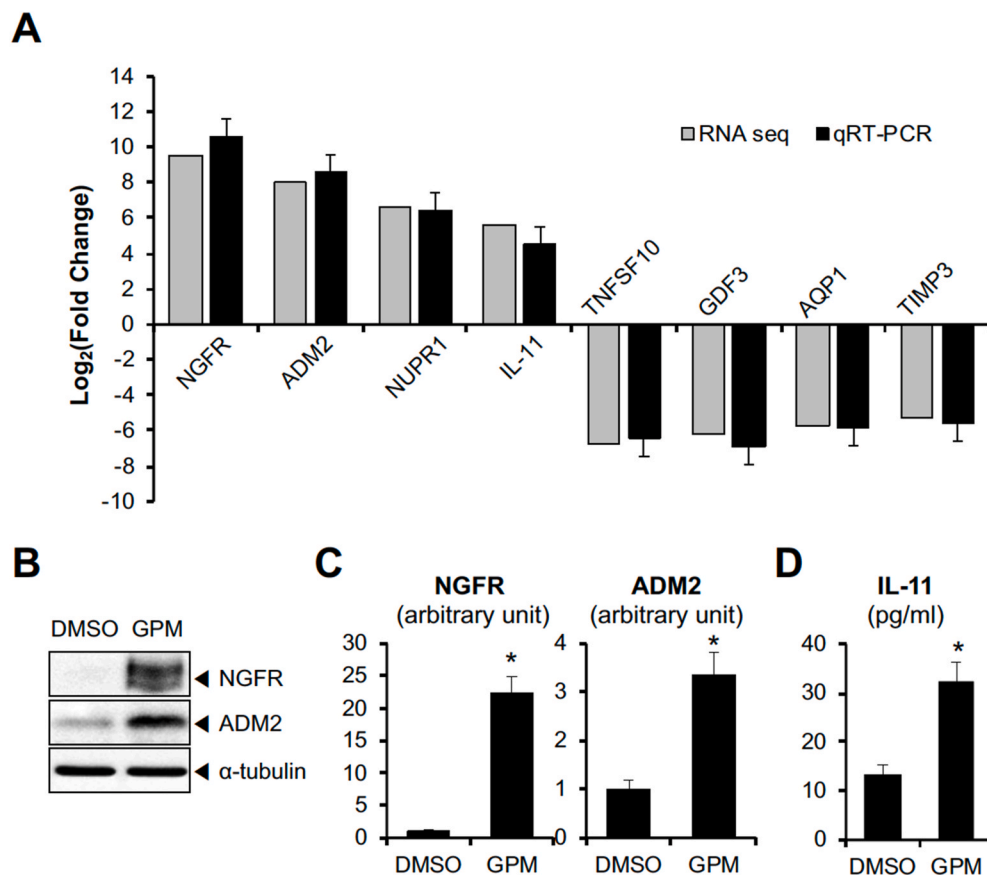 A
Log₂(Fold Change)
14
12
10
8
6
4
2
0
-2
-4
-6
-8
-10
RNA seq qRT-PCR
NGFR
ADM2
NUPR1
IL-11
TNFSF10
GDF3
AQP1
TIMP3
B
DMSO GPM
NGFR
ADM2
α-tubulin
C
NGFR
(arbitrary unit)
30
25
20
15
10
5
0
*
DMSO GPM
ADM2
(arbitrary unit)
4
3
2
1
0
*
DMSO GPM
D
IL-11
(pg/ml)
40
30
20
10
0
*
DMSO GPM